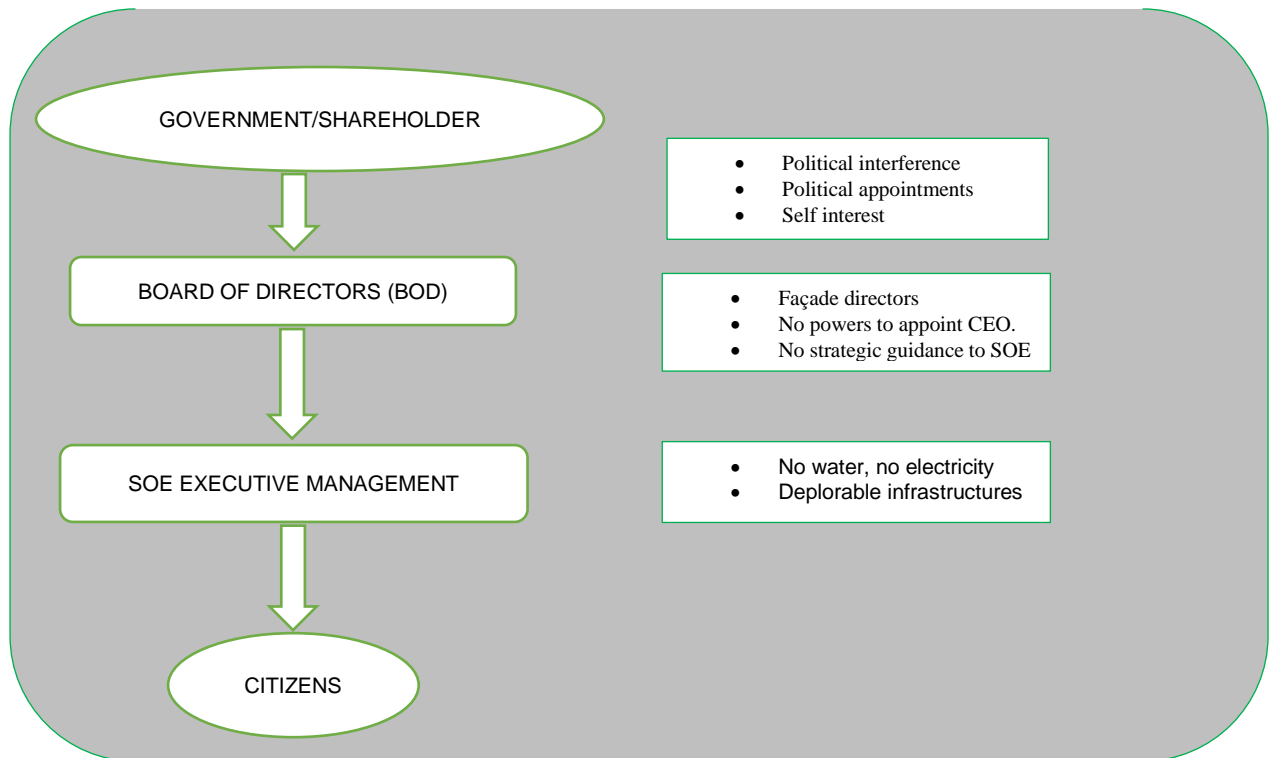 GOVERNMENT/SHAREHOLDER
• Political interference
• Political appointments
• Self interest
BOARD OF DIRECTORS (BOD)
• Façade directors
• No powers to appoint CEO.
• No strategic guidance to SOE
SOE EXECUTIVE MANAGEMENT
• No water, no electricity
• Deplorable infrastructures
CITIZENS